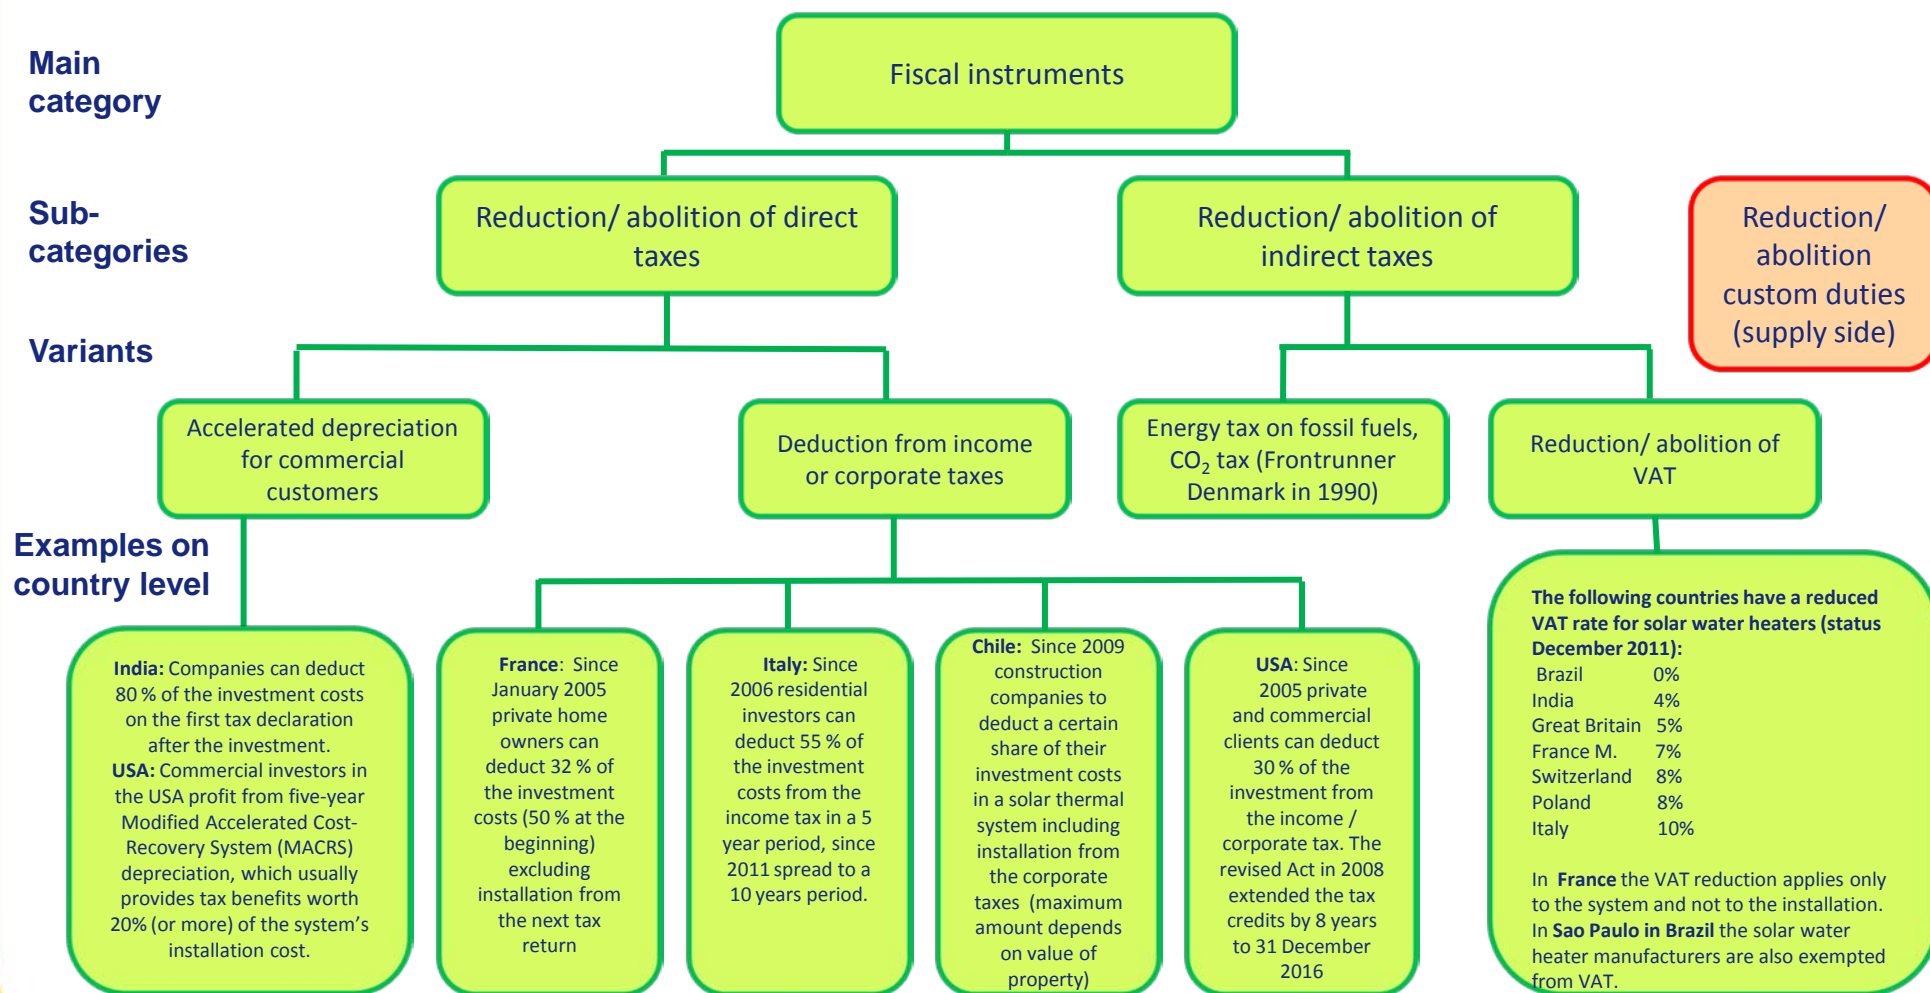 Main
category
Fiscal instruments
Sub-
categories
Reduction/ abolition of direct
taxes
Reduction/ abolition of
indirect taxes
Reduction/
abolition
custom duties
(supply side)
Variants
Accelerated depreciation
for commercial
customers
Deduction from income
or corporate taxes
Energy tax on fossil fuels,
CO₂ tax (Frontrunner
Denmark in 1990)
Reduction/ abolition of
VAT
Examples on
country level
India: Companies can deduct
80 % of the investment costs
on the first tax declaration
after the investment.
USA: Commercial investors in
the USA profit from five-year
Modified Accelerated Cost-
Recovery System (MACRS)
depreciation, which usually
provides tax benefits worth
20% (or more) of the system's
installation cost.
France: Since
January 2005
private home
owners can
deduct 32 % of
the investment
costs (50 % at the
beginning)
excluding
installation from
the next tax
return
Italy: Since
2006 residential
investors can
deduct 55 % of
the investment
costs from the
income tax in a 5
year period, since
2011 spread to a
10 years period.
Chile: Since 2009
construction
companies to
deduct a certain
share of their
investment costs
in a solar thermal
system including
installation from
the corporate
taxes (maximum
amount depends
on value of
property)
USA: Since
2005 private
and commercial
clients can deduct
30 % of the
investment from
the income /
corporate tax. The
revised Act in 2008
extended the tax
credits by 8 years
to 31 December
2016
The following countries have a reduced
VAT rate for solar water heaters (status
December 2011):
Brazil 0%
India 4%
Great Britain 5%
France M. 7%
Switzerland 8%
Poland 8%
Italy 10%
In France the VAT reduction applies only
to the system and not to the installation.
In Sao Paulo in Brazil the solar water
heater manufacturers are also exempted
from VAT.